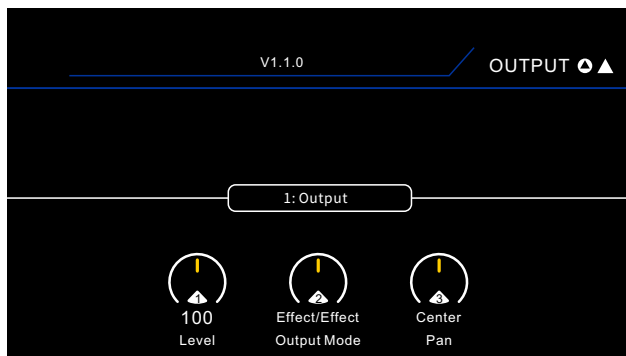 V1.1.0
OUTPUT
1: Output
1 2 3
100 Effect/Effect Center
Level Output Mode Pan